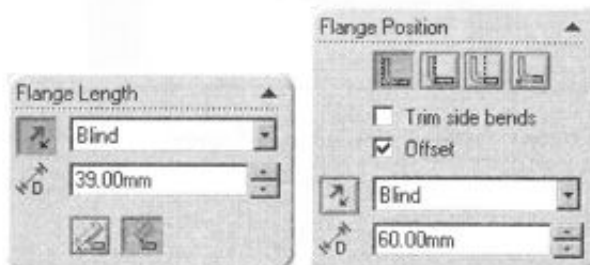 Flange Length
Blind
D
39.00mm
Flange Position
Trim side bends
Offset
Blind
D
60.00mm